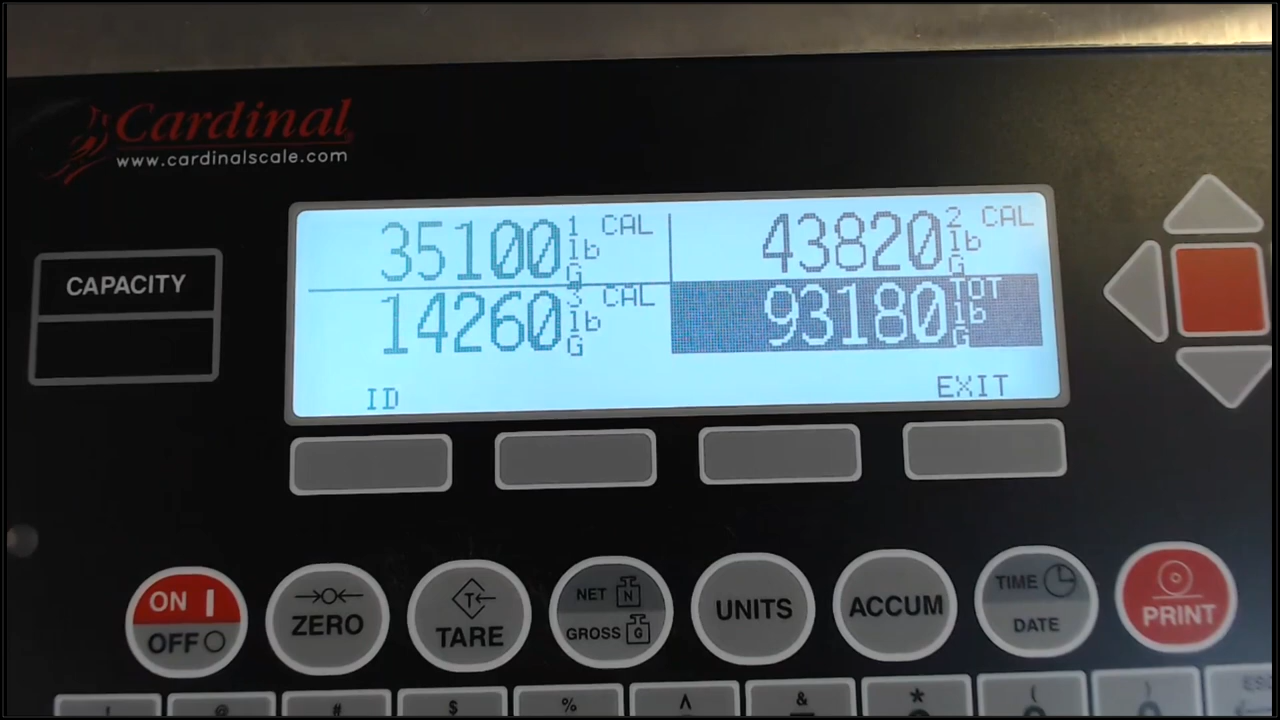 Cardinal
www.cardinalscale.com
CAPACITY
35100 1 CAL lb G
43820 2 CAL lb G
14260 3 CAL lb G
93180 TOT lb G
ID
EXIT
ON
OFF
ZERO
T
TARE
NET N
GROSS G
UNITS
ACCUM
TIME
DATE
PRINT
! @ # $ % ^ & * ( ) ESC